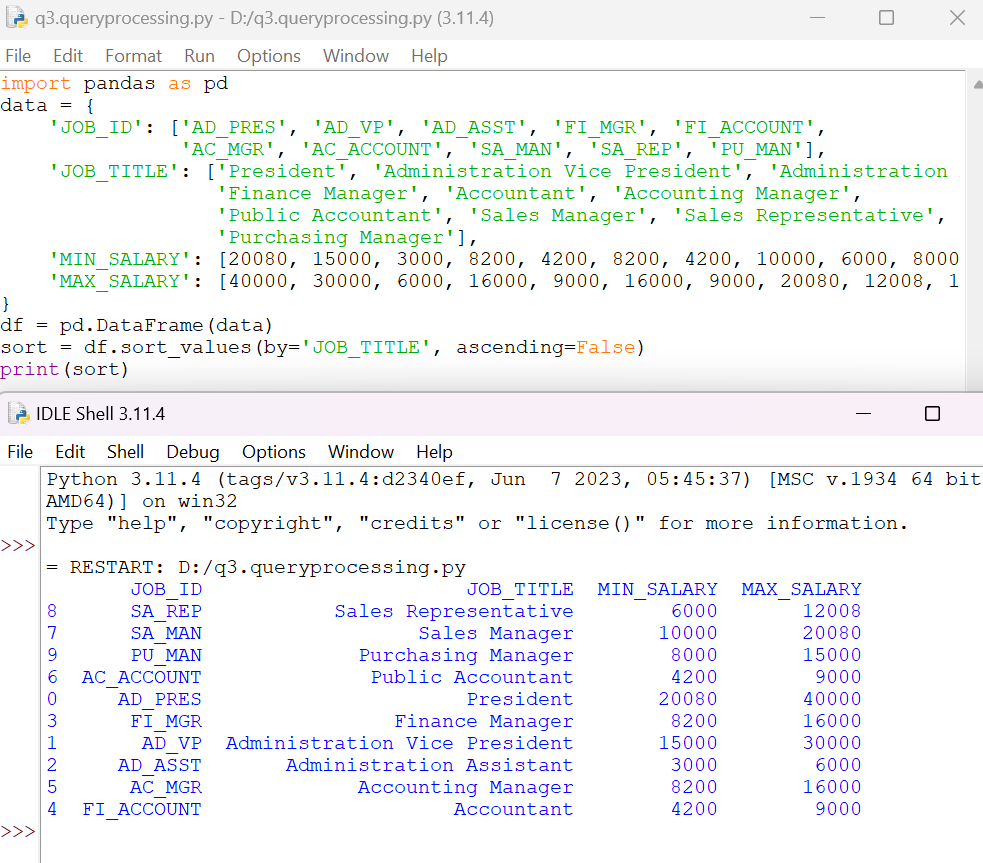 q3.queryprocessing.py - D:/q3.queryprocessing.py (3.11.4)
File Edit Format Run Options Window Help
import pandas as pd
data = {
    'JOB_ID': ['AD_PRES', 'AD_VP', 'AD_ASST', 'FI_MGR', 'FI_ACCOUNT',
               'AC_MGR', 'AC_ACCOUNT', 'SA_MAN', 'SA_REP', 'PU_MAN'],
    'JOB_TITLE': ['President', 'Administration Vice President', 'Administration
                  'Finance Manager', 'Accountant', 'Accounting Manager',
                  'Public Accountant', 'Sales Manager', 'Sales Representative',
                  'Purchasing Manager'],
    'MIN_SALARY': [20080, 15000, 3000, 8200, 4200, 8200, 4200, 10000, 6000, 8000
    'MAX_SALARY': [40000, 30000, 6000, 16000, 9000, 16000, 9000, 20080, 12008, 1
}
df = pd.DataFrame(data)
sort = df.sort_values(by='JOB_TITLE', ascending=False)
print(sort)
IDLE Shell 3.11.4
File Edit Shell Debug Options Window Help
Python 3.11.4 (tags/v3.11.4:d2340ef, Jun  7 2023, 05:45:37) [MSC v.1934 64 bit
AMD64)] on win32
Type "help", "copyright", "credits" or "license()" for more information.
>>>
= RESTART: D:/q3.queryprocessing.py
       JOB_ID                      JOB_TITLE  MIN_SALARY  MAX_SALARY
8      SA_REP           Sales Representative        6000       12008
7      SA_MAN                  Sales Manager       10000       20080
9      PU_MAN             Purchasing Manager        8000       15000
6  AC_ACCOUNT              Public Accountant        4200        9000
0     AD_PRES                      President       20080       40000
3      FI_MGR                Finance Manager        8200       16000
1       AD_VP  Administration Vice President       15000       30000
2     AD_ASST       Administration Assistant        3000        6000
5      AC_MGR             Accounting Manager        8200       16000
4  FI_ACCOUNT                     Accountant        4200        9000
>>>